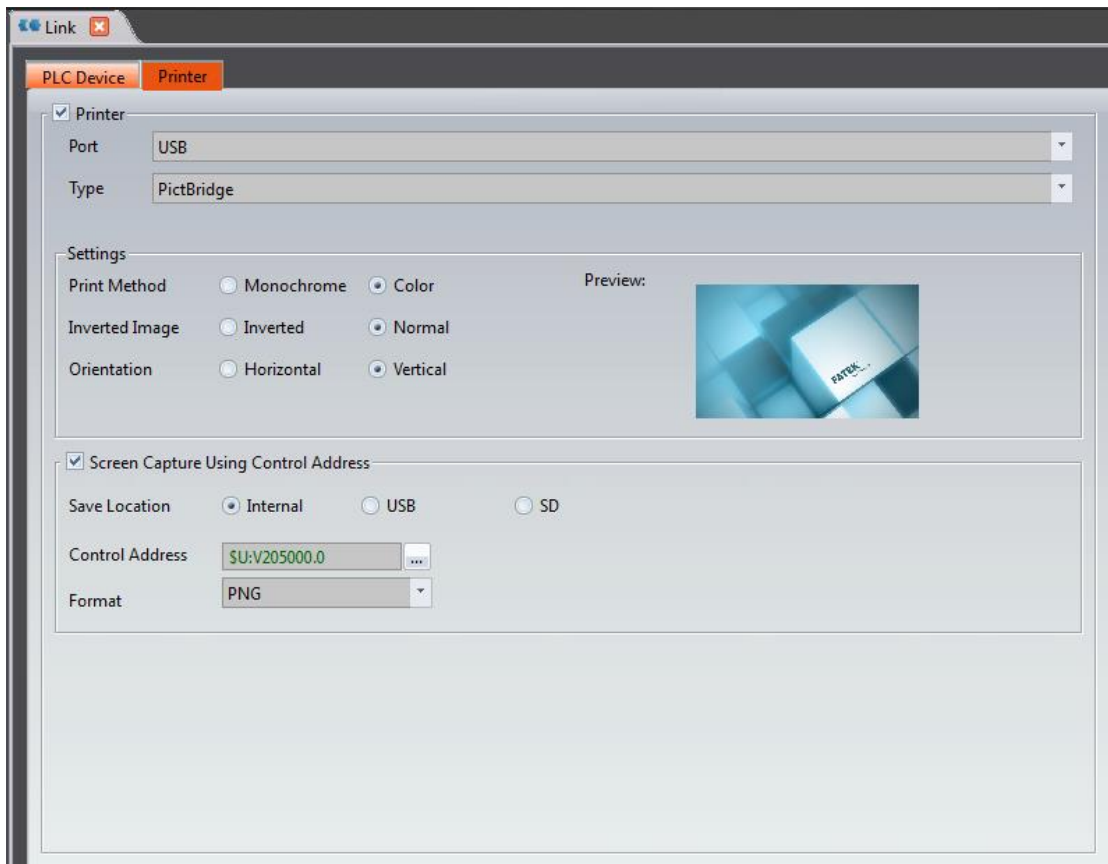 Link
PLC Device Printer
Printer
Port USB
Type PictBridge
Settings
Print Method Monochrome Color Preview:
Inverted Image Inverted Normal
Orientation Horizontal Vertical
FATEK
Screen Capture Using Control Address
Save Location Internal USB SD
Control Address $U:V205000.0 ...
Format PNG